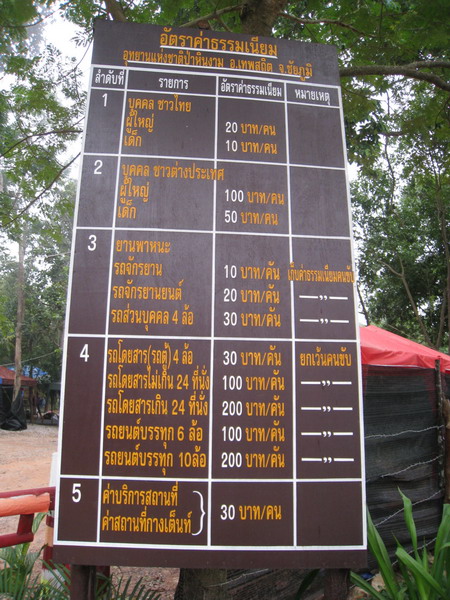 อัตราค่าธรรมเนียม
อุทยานแห่งชาติป่าหินงาม อ.เทพสถิต จ.ชัยภูมิ
ลำดับที่ รายการ อัตราค่าธรรมเนียม หมายเหตุ
1 บุคคล ชาวไทย
ผู้ใหญ่ 20 บาท/คน
เด็ก 10 บาท/คน
2 บุคคล ชาวต่างประเทศ
ผู้ใหญ่ 100 บาท/คน
เด็ก 50 บาท/คน
3 ยานพาหนะ
รถจักรยาน 10 บาท/คัน เก็บค่าธรรมเนียมคนขับ
รถจักรยานยนต์ 20 บาท/คัน —"—
รถส่วนบุคคล 4 ล้อ 30 บาท/คัน —"—
4 รถโดยสาร(รถตู้) 4 ล้อ 30 บาท/คัน ยกเว้นคนขับ
รถโดยสารไม่เกิน 24 ที่นั่ง 100 บาท/คัน —"—
รถโดยสารเกิน 24 ที่นั่ง 200 บาท/คัน —"—
รถยนต์บรรทุก 6 ล้อ 100 บาท/คัน —"—
รถยนต์บรรทุก 10ล้อ 200 บาท/คัน —"—
5 ค่าบริการสถานที่
ค่าสถานที่กางเต็นท์ 30 บาท/คน